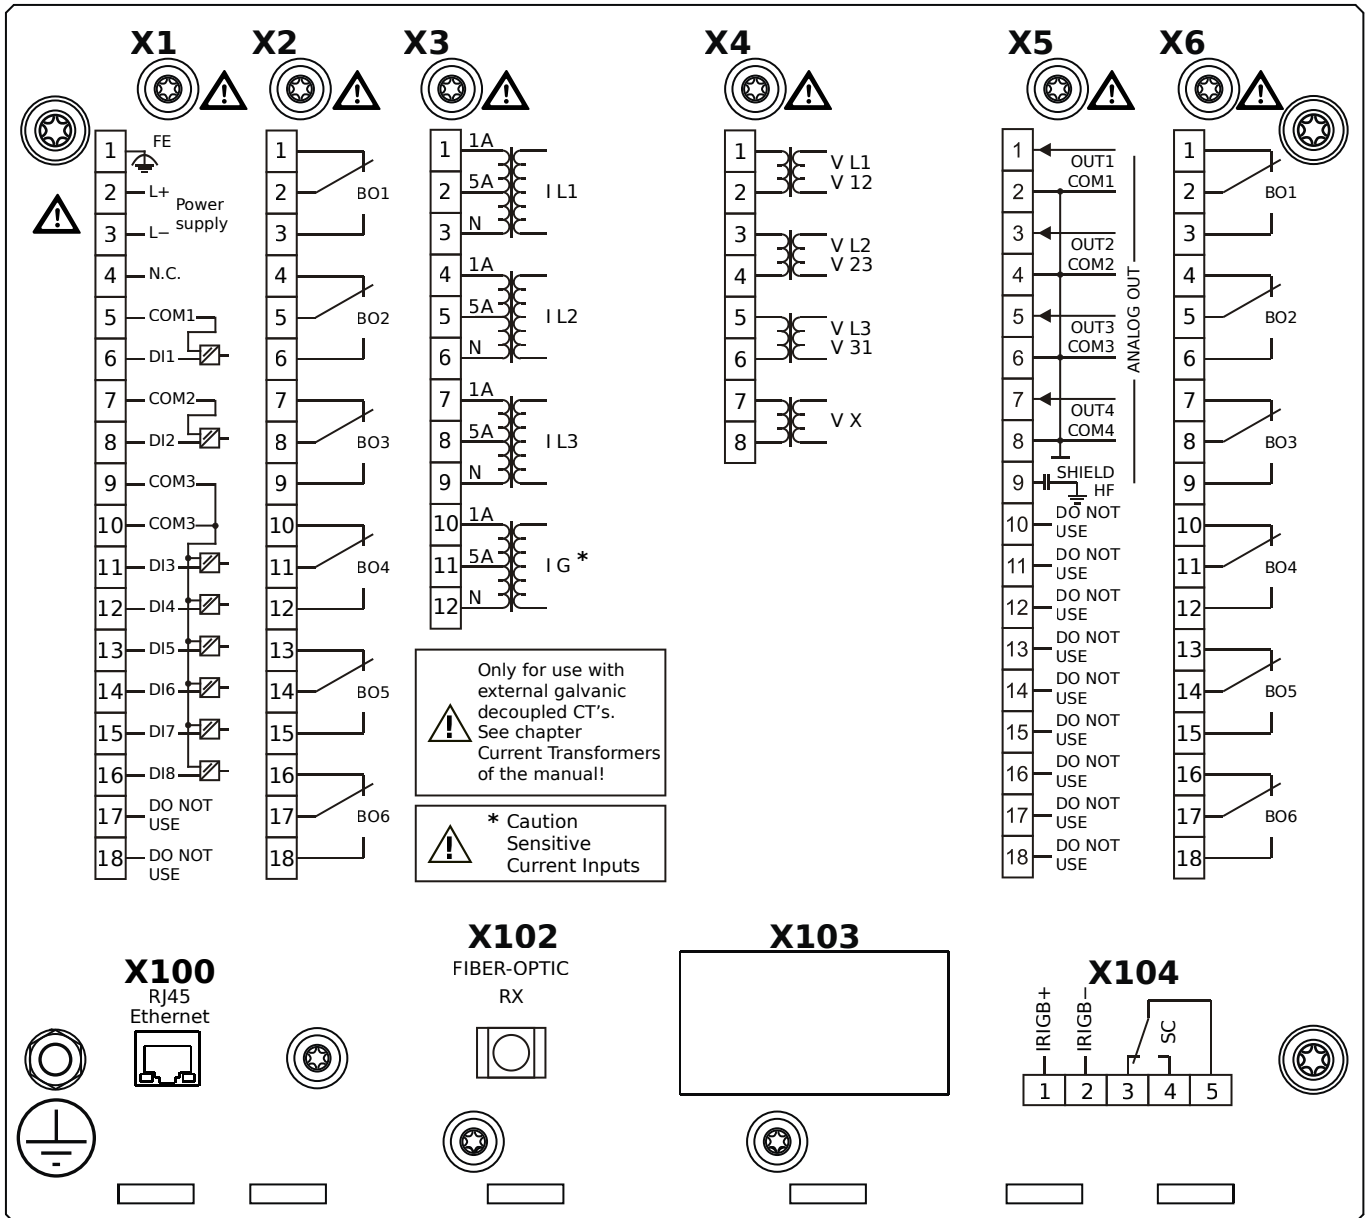 X1
X2
X3
X4
X5
X6
1 FE
2 L+
Power
supply
3 L−
4 N.C.
5 COM1
6 DI1
7 COM2
8 DI2
9 COM3
10 COM3
11 DI3
12 DI4
13 DI5
14 DI6
15 DI7
16 DI8
17 DO NOT
USE
18 DO NOT
USE
1
2 BO1
3
4
5 BO2
6
7
8 BO3
9
10
11 BO4
12
13
14 BO5
15
16
17 BO6
18
1 1A
2 5A I L1
3 N
4 1A
5 5A I L2
6 N
7 1A
8 5A I L3
9 N
10 1A
11 5A I G *
12 N
Only for use with
external galvanic
decoupled CT's.
See chapter
Current Transformers
of the manual!
* Caution
Sensitive
Current Inputs
1 V L1
2 V 12
3 V L2
4 V 23
5 V L3
6 V 31
7 V X
8
1 OUT1
2 COM1
3 OUT2
4 COM2
5 OUT3
6 COM3
7 OUT4
8 COM4
ANALOG OUT
9 SHIELD
HF
10 DO NOT
USE
11 DO NOT
USE
12 DO NOT
USE
13 DO NOT
USE
14 DO NOT
USE
15 DO NOT
USE
16 DO NOT
USE
17 DO NOT
USE
18 DO NOT
USE
1
2 BO1
3
4
5 BO2
6
7
8 BO3
9
10
11 BO4
12
13
14 BO5
15
16
17 BO6
18
X100
RJ45
Ethernet
X102
FIBER-OPTIC
RX
X103
X104
IRIGB+
IRIGB−
SC
1 2 3 4 5